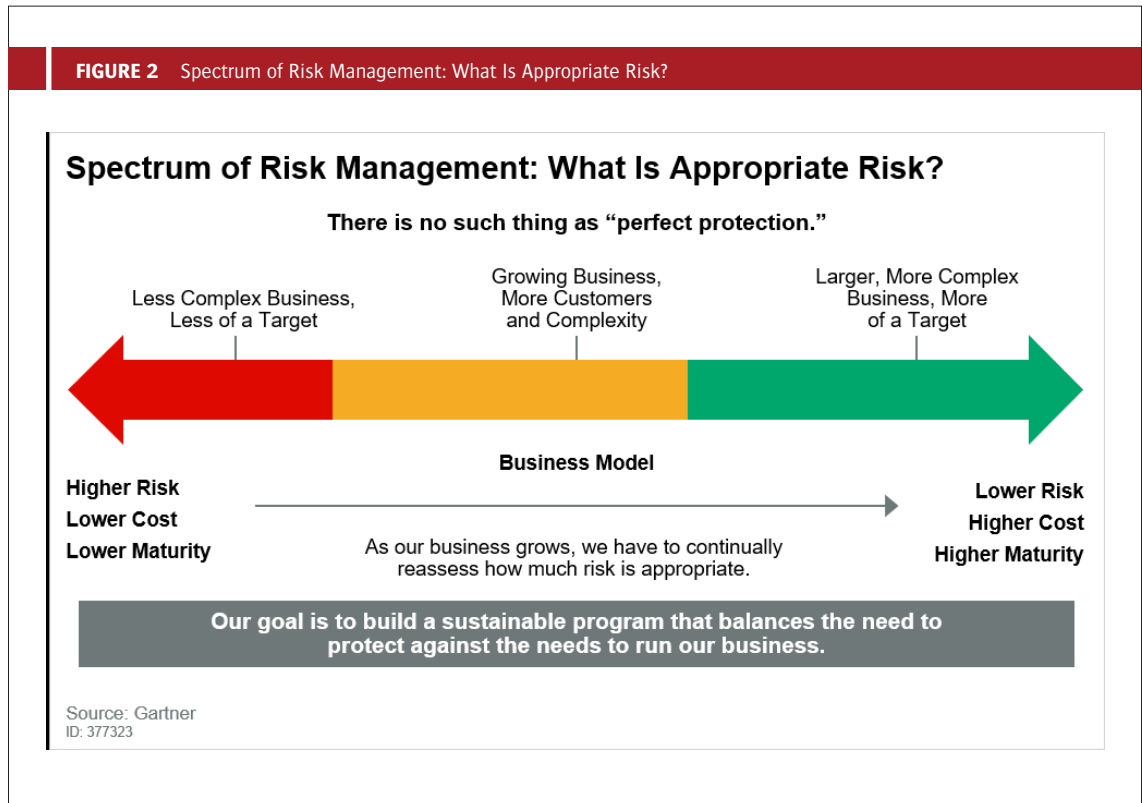 FIGURE 2 Spectrum of Risk Management: What Is Appropriate Risk?
Spectrum of Risk Management: What Is Appropriate Risk?
There is no such thing as “perfect protection.”
Less Complex Business,
Less of a Target
Growing Business,
More Customers
and Complexity
Larger, More Complex
Business, More
of a Target
Business Model
Higher Risk
Lower Cost
Lower Maturity
As our business grows, we have to continually
reassess how much risk is appropriate.
Lower Risk
Higher Cost
Higher Maturity
Our goal is to build a sustainable program that balances the need to
protect against the needs to run our business.
Source: Gartner
ID: 377323